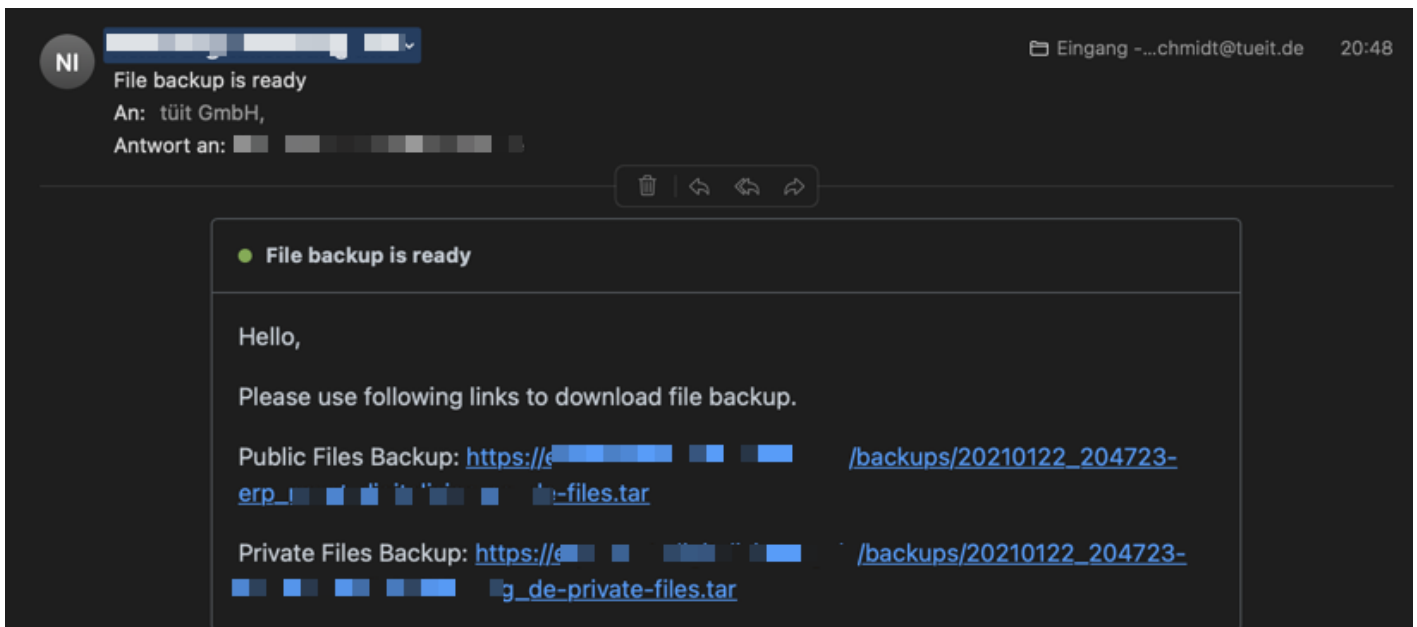 NI
File backup is ready
Eingang -...chmidt@tueit.de 20:48
An: tüit GmbH,
Antwort an:
File backup is ready
Hello,
Please use following links to download file backup.
Public Files Backup: https://e /backups/20210122_204723-
erp_ -files.tar
Private Files Backup: https://e /backups/20210122_204723-
g_de-private-files.tar